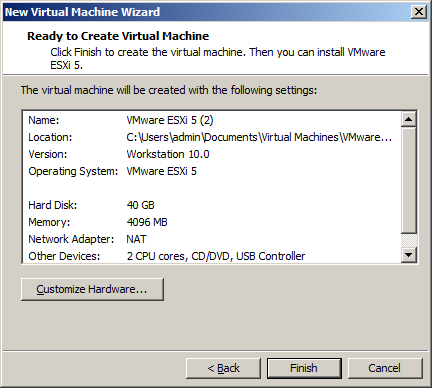 New Virtual Machine Wizard
Ready to Create Virtual Machine
Click Finish to create the virtual machine. Then you can install VMware
ESXi 5.
The virtual machine will be created with the following settings:
Name: VMware ESXi 5 (2)
Location: C:\Users\admin\Documents\Virtual Machines\VMware...
Version: Workstation 10.0
Operating System: VMware ESXi 5
Hard Disk: 40 GB
Memory: 4096 MB
Network Adapter: NAT
Other Devices: 2 CPU cores, CD/DVD, USB Controller
Customize Hardware...
< Back Finish Cancel